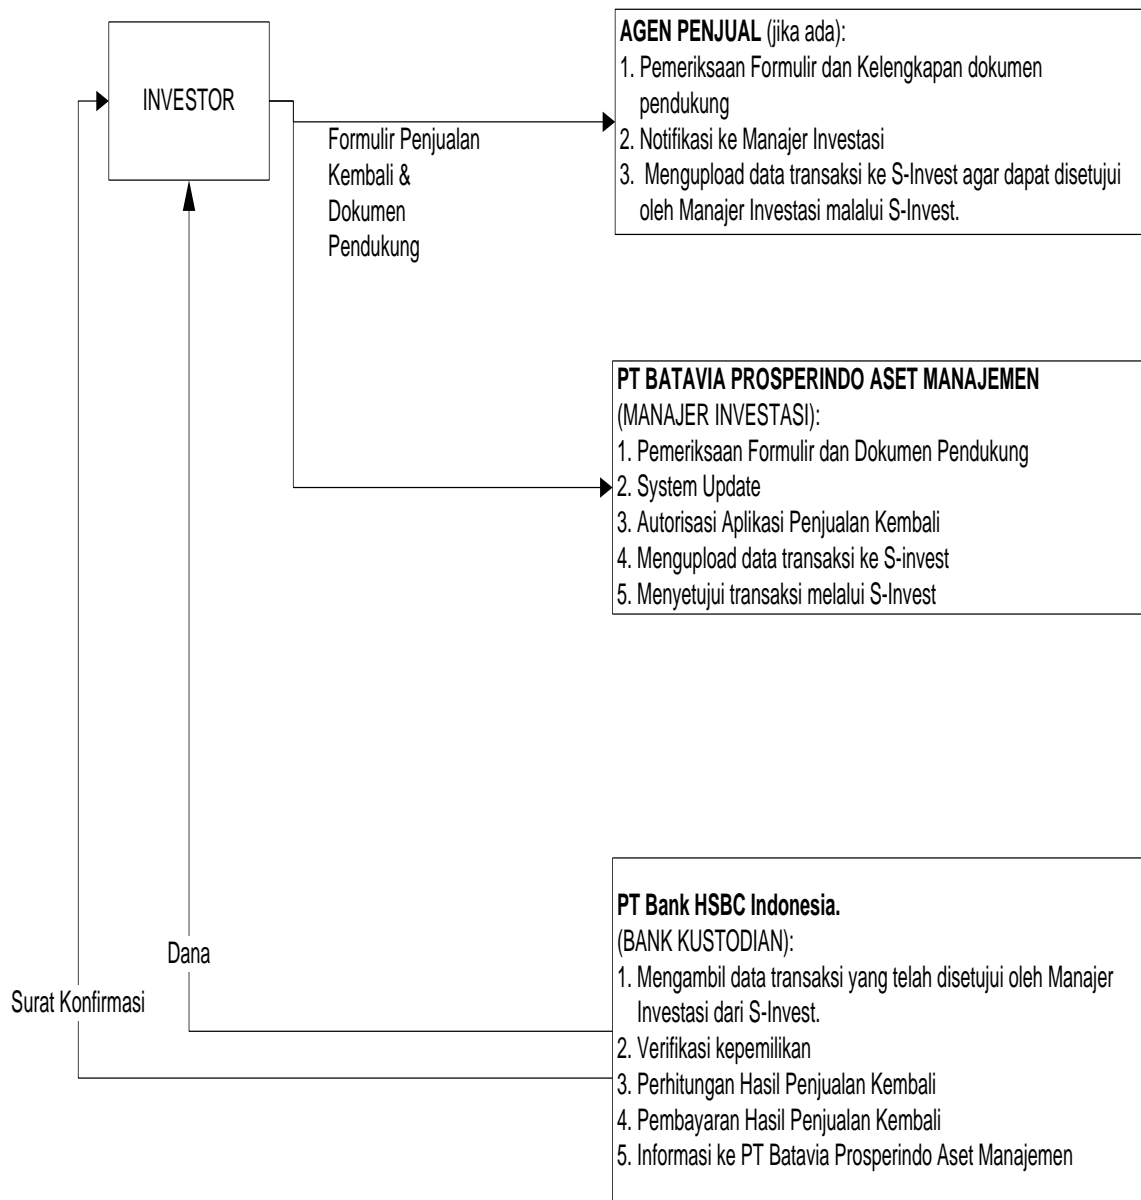 INVESTOR
Formulir Penjualan
Kembali &
Dokumen
Pendukung
AGEN PENJUAL (jika ada):
1. Pemeriksaan Formulir dan Kelengkapan dokumen
pendukung
2. Notifikasi ke Manajer Investasi
3. Mengupload data transaksi ke S-Invest agar dapat disetujui
oleh Manajer Investasi malalui S-Invest.
PT BATAVIA PROSPERINDO ASET MANAJEMEN
(MANAJER INVESTASI):
1. Pemeriksaan Formulir dan Dokumen Pendukung
2. System Update
3. Autorisasi Aplikasi Penjualan Kembali
4. Mengupload data transaksi ke S-invest
5. Menyetujui transaksi melalui S-Invest
PT Bank HSBC Indonesia.
(BANK KUSTODIAN):
1. Mengambil data transaksi yang telah disetujui oleh Manajer
Investasi dari S-Invest.
2. Verifikasi kepemilikan
3. Perhitungan Hasil Penjualan Kembali
4. Pembayaran Hasil Penjualan Kembali
5. Informasi ke PT Batavia Prosperindo Aset Manajemen
Dana
Surat Konfirmasi